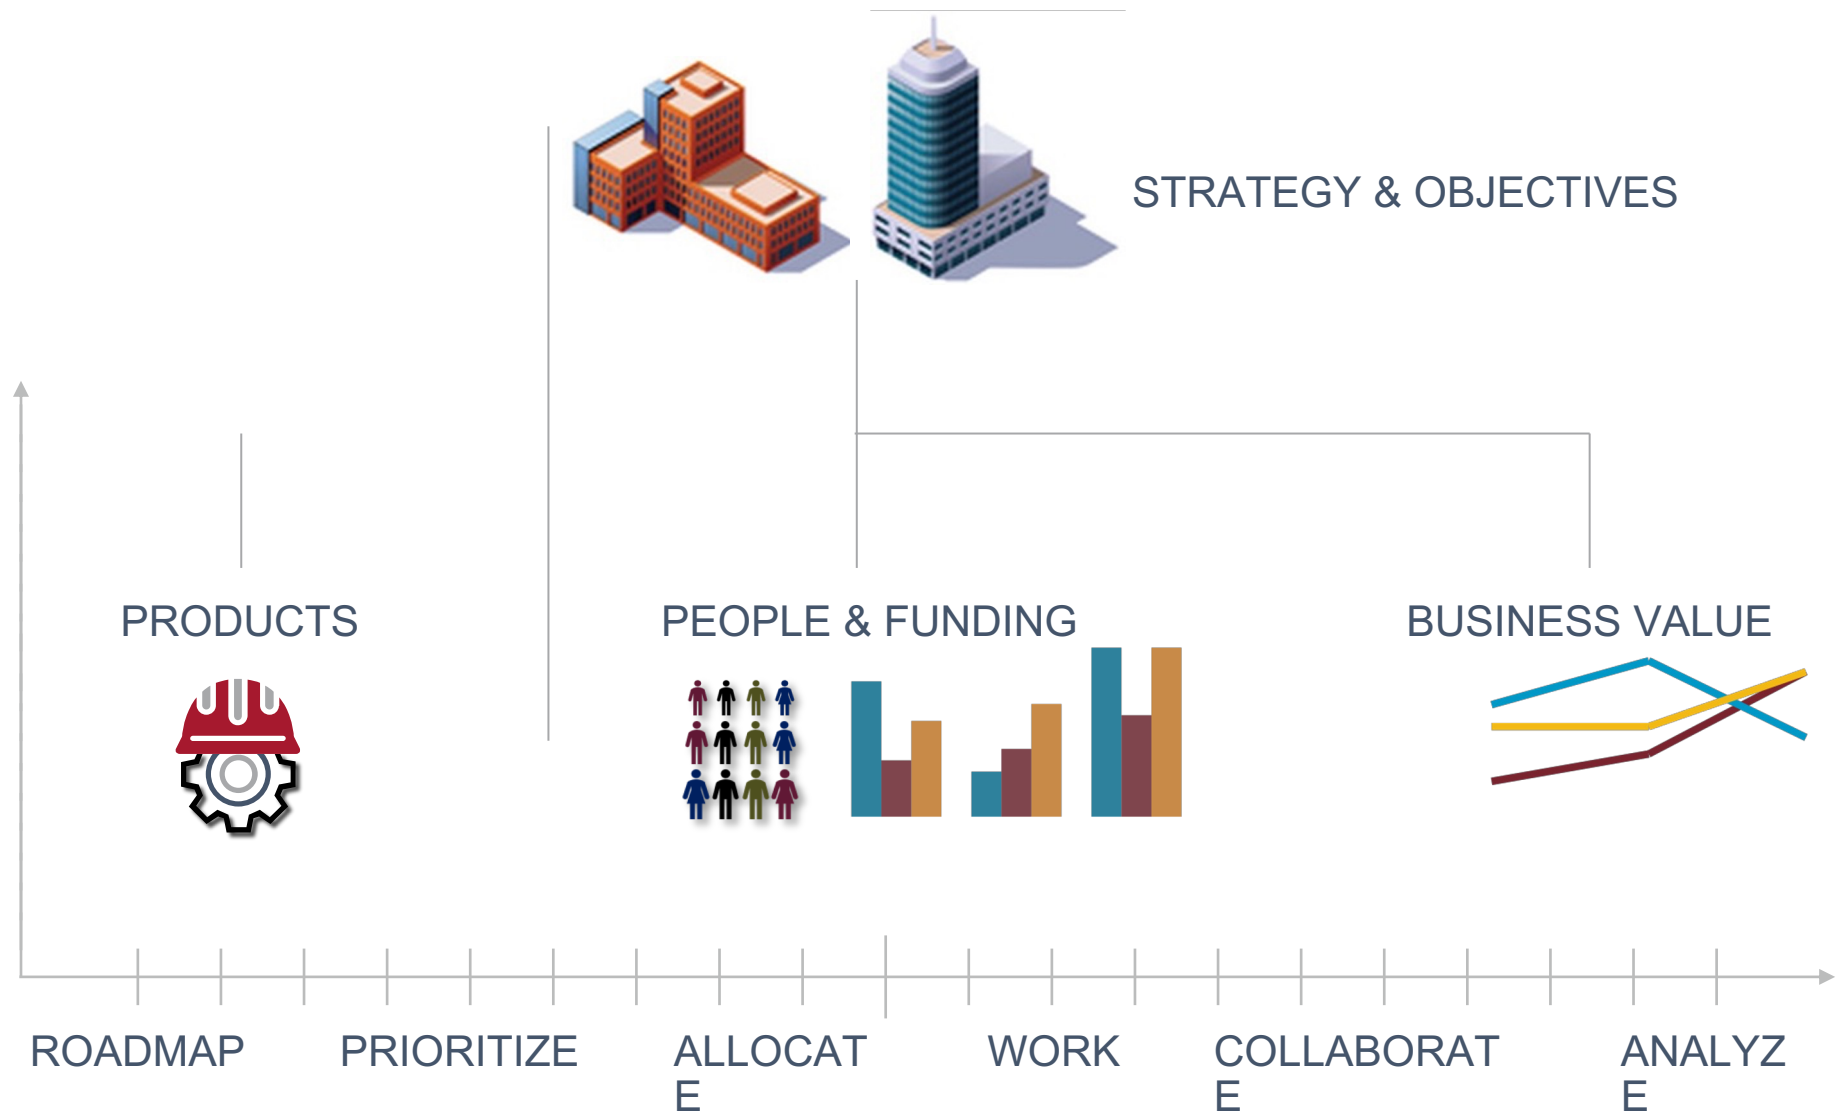 STRATEGY & OBJECTIVES
PRODUCTS
PEOPLE & FUNDING
BUSINESS VALUE
ROADMAP
PRIORITIZE
ALLOCAT
E
WORK
COLLABORAT
E
ANALYZ
E